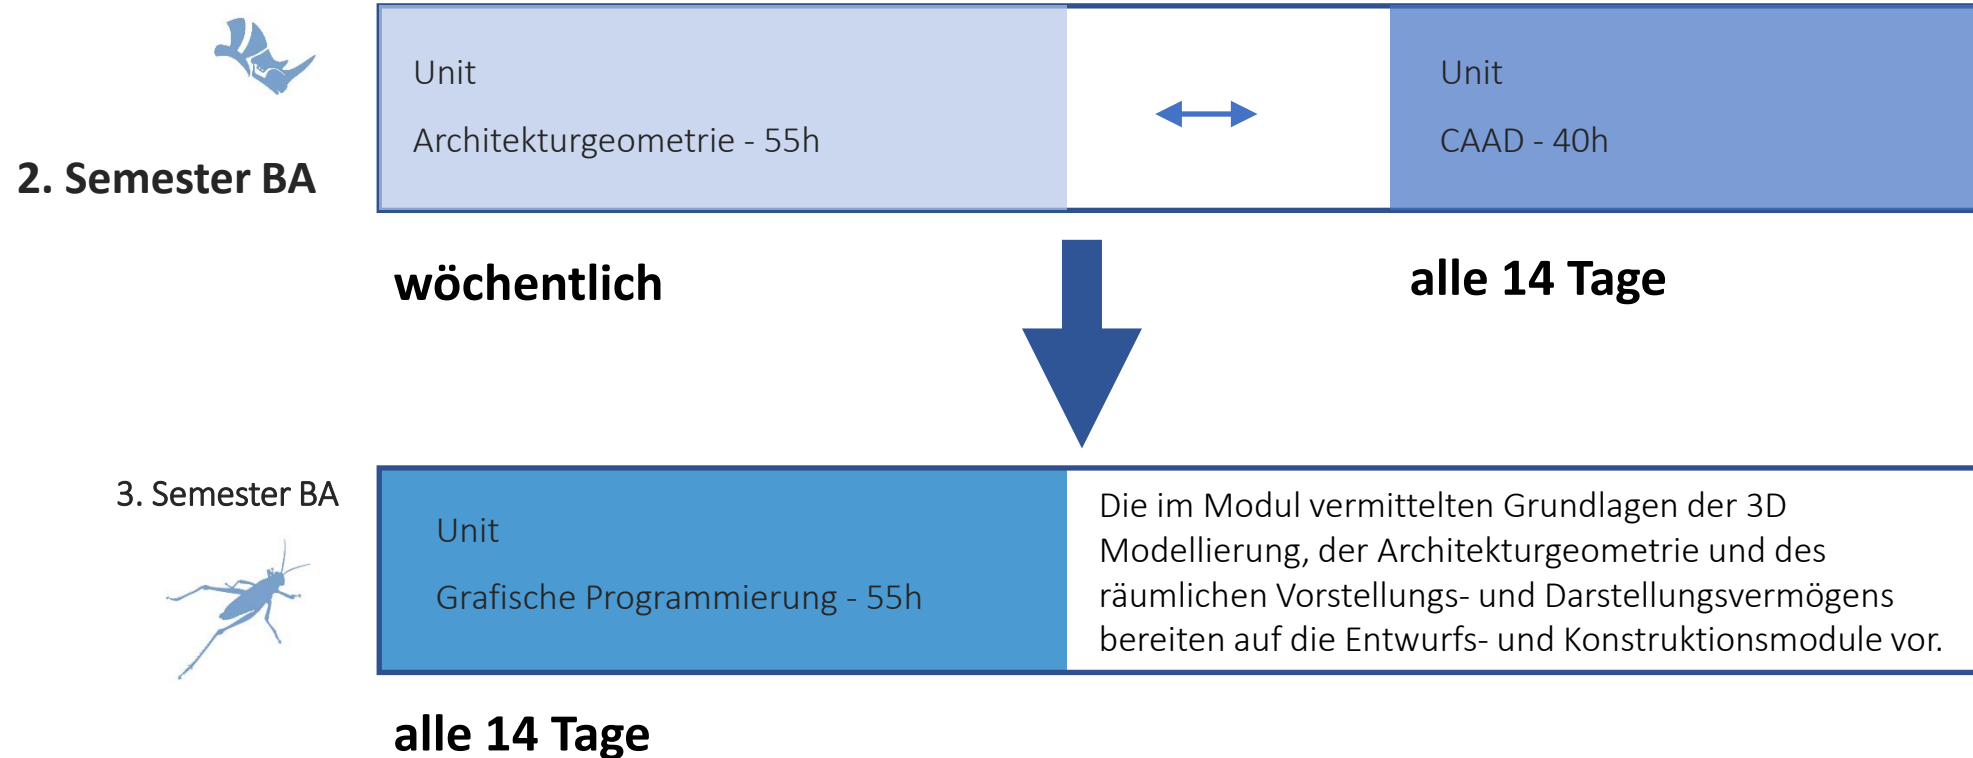 2. Semester BA
Unit
Architekturgeometrie - 55h
Unit
CAAD - 40h
wöchentlich
alle 14 Tage
3. Semester BA
Unit
Grafische Programmierung - 55h
Die im Modul vermittelten Grundlagen der 3D
Modellierung, der Architekturgeometrie und des
räumlichen Vorstellungs- und Darstellungsvermögens
bereiten auf die Entwurfs- und Konstruktionsmodule vor.
alle 14 Tage